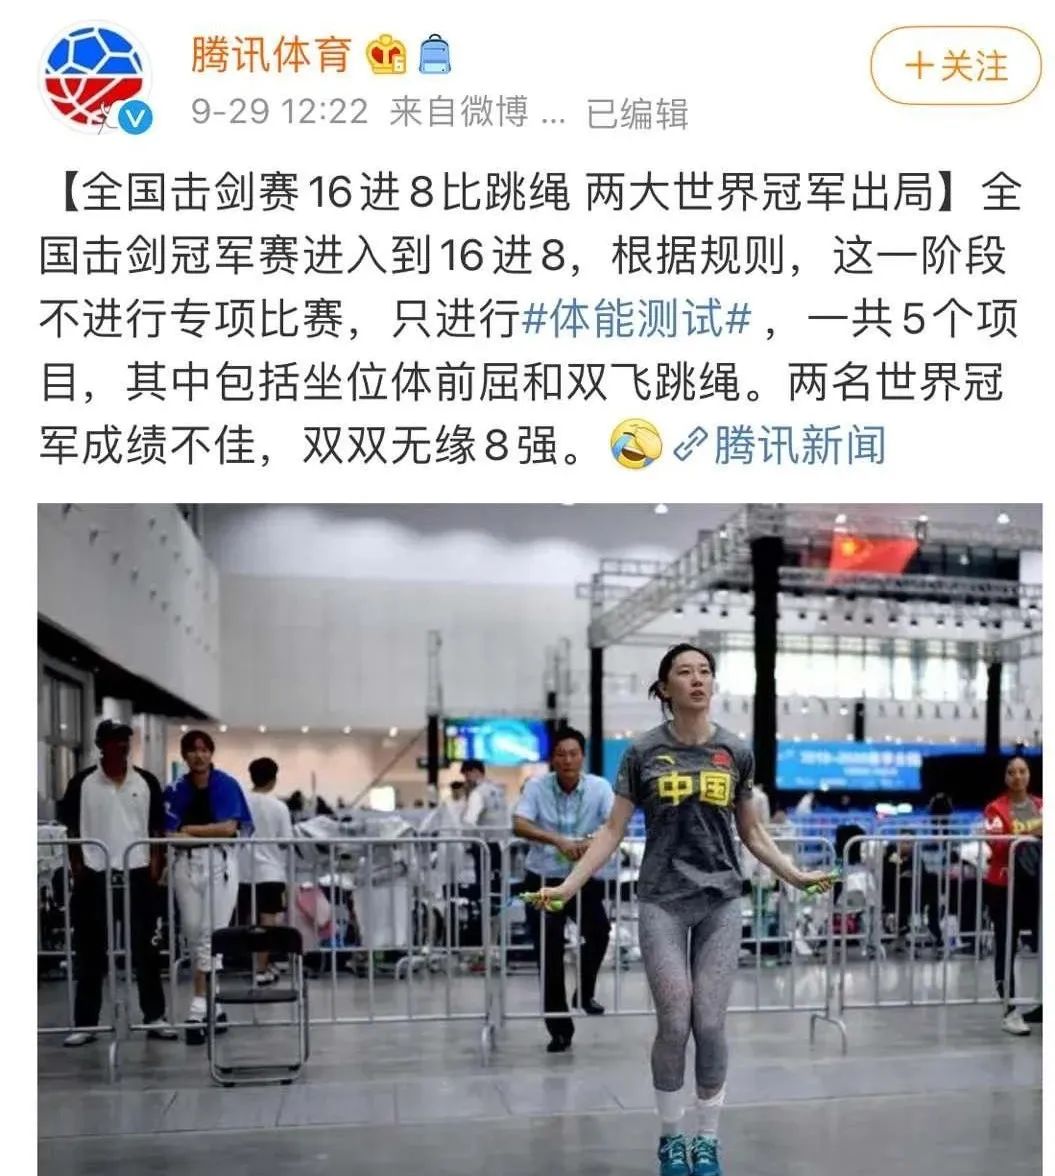 腾讯体育
+关注
9-29 12:22 来自微博 ... 已编辑
【全国击剑赛16进8比跳绳 两大世界冠军出局】全
国击剑冠军赛进入到16进8，根据规则，这一阶段
不进行专项比赛，只进行#体能测试#，一共5个项
目，其中包括坐位体前屈和双飞跳绳。两名世界冠
军成绩不佳，双双无缘8强。🤣腾讯新闻
中国